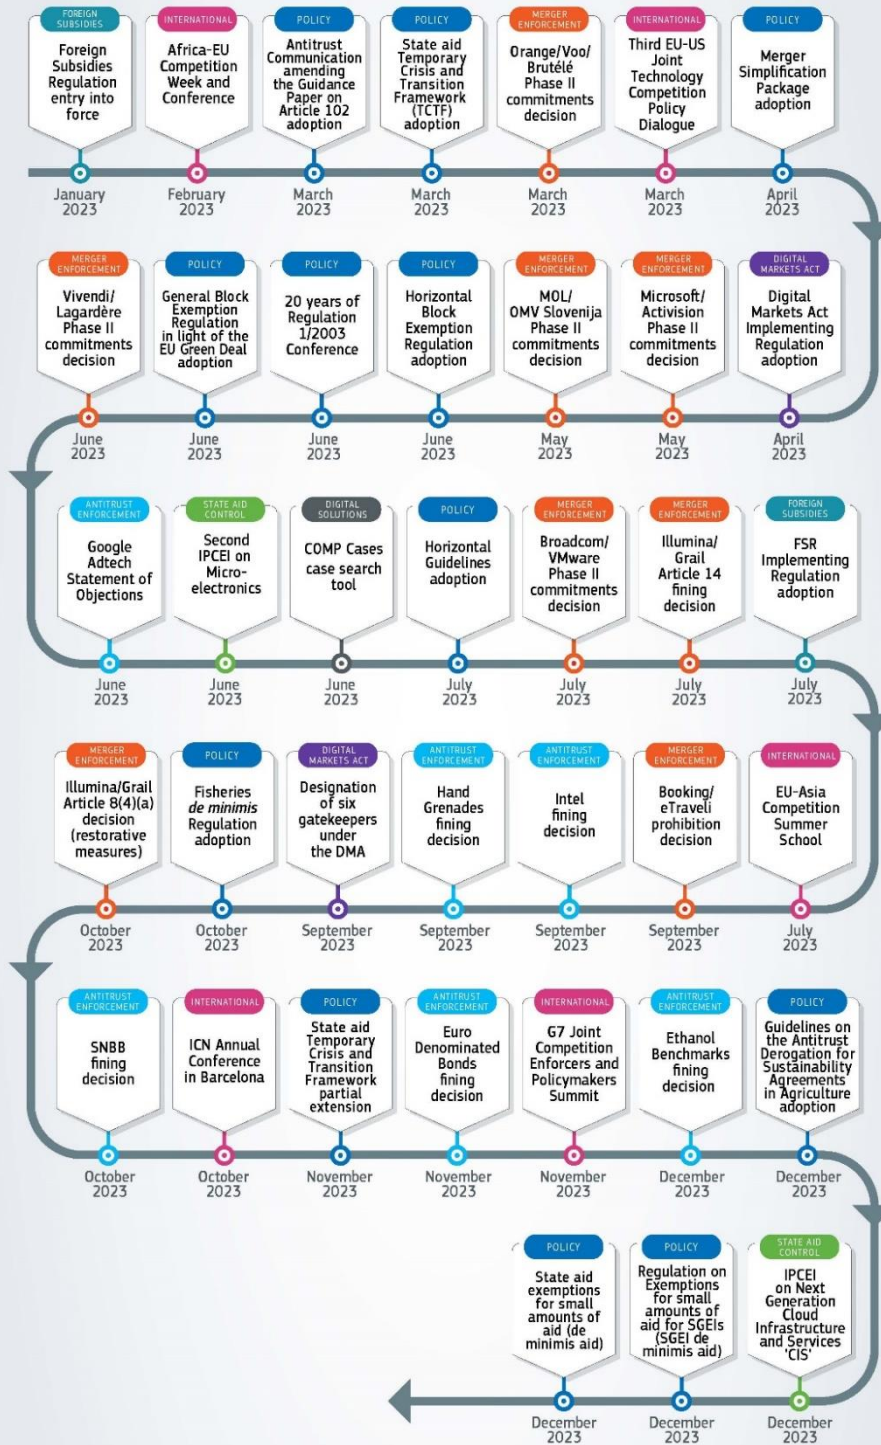 FOREIGN
SUBSIDIES
Foreign
Subsidies
Regulation
entry into
force
January
2023
INTERNATIONAL
Africa-EU
Competition
Week and
Conference
February
2023
POLICY
Antitrust
Communication
amending
the Guidance
Paper on
Article 102
adoption
March
2023
POLICY
State aid
Temporary
Crisis and
Transition
Framework
(TCTF)
adoption
March
2023
MERGER
ENFORCEMENT
Orange/Voo/
Brutélé
Phase II
commitments
decision
March
2023
INTERNATIONAL
Third EU-US
Joint
Technology
Competition
Policy
Dialogue
March
2023
POLICY
Merger
Simplification
Package
adoption
April
2023
MERGER
ENFORCEMENT
Vivendi/
Lagardère
Phase II
commitments
decision
June
2023
POLICY
General Block
Exemption
Regulation
in light of the
EU Green Deal
adoption
June
2023
POLICY
20 years of
Regulation
1/2003
Conference
June
2023
POLICY
Horizontal
Block
Exemption
Regulation
adoption
June
2023
MERGER
ENFORCEMENT
MOL/
OMV Slovenija
Phase II
commitments
decision
May
2023
MERGER
ENFORCEMENT
Microsoft/
Activision
Phase II
commitments
decision
May
2023
DIGITAL
MARKETS ACT
Digital
Markets Act
Implementing
Regulation
adoption
April
2023
ANTITRUST
ENFORCEMENT
Google
Adtech
Statement of
Objections
June
2023
STATE AID
CONTROL
Second
IPCEI on
Micro-
electronics
June
2023
DIGITAL
SOLUTIONS
COMP Cases
case search
tool
June
2023
POLICY
Horizontal
Guidelines
adoption
July
2023
MERGER
ENFORCEMENT
Broadcom/
VMware
Phase II
commitments
decision
July
2023
MERGER
ENFORCEMENT
Illumina/
Grail
Article 14
fining
decision
July
2023
FOREIGN
SUBSIDIES
FSR
Implementing
Regulation
adoption
July
2023
MERGER
ENFORCEMENT
Illumina/Grail
Article 8(4)(a)
decision
(restorative
measures)
October
2023
POLICY
Fisheries
de minimis
Regulation
adoption
October
2023
DIGITAL
MARKETS ACT
Designation
of six
gatekeepers
under
the DMA
September
2023
ANTITRUST
ENFORCEMENT
Hand
Grenades
fining
decision
September
2023
ANTITRUST
ENFORCEMENT
Intel
fining
decision
September
2023
MERGER
ENFORCEMENT
Booking/
eTraveli
prohibition
decision
September
2023
INTERNATIONAL
EU-Asia
Competition
Summer
School
July
2023
ANTITRUST
ENFORCEMENT
SNBB
fining
decision
October
2023
INTERNATIONAL
ICN Annual
Conference
in Barcelona
October
2023
POLICY
State aid
Temporary
Crisis and
Transition
Framework
partial
extension
November
2023
ANTITRUST
ENFORCEMENT
Euro
Denominated
Bonds
fining
decision
November
2023
INTERNATIONAL
G7 Joint
Competition
Enforcers and
Policymakers
Summit
November
2023
ANTITRUST
ENFORCEMENT
Ethanol
Benchmarks
fining
decision
December
2023
POLICY
Guidelines on
the Antitrust
Derogation for
Sustainability
Agreements
in Agriculture
adoption
December
2023
POLICY
State aid
exemptions
for small
amounts of
aid (de
minimis aid)
December
2023
POLICY
Regulation on
Exemptions
for small
amounts of
aid for SGEIs
(SGEI de
minimis aid)
December
2023
STATE AID
CONTROL
IPCEI
on Next
Generation
Cloud
Infrastructure
and Services
'CIS'
December
2023